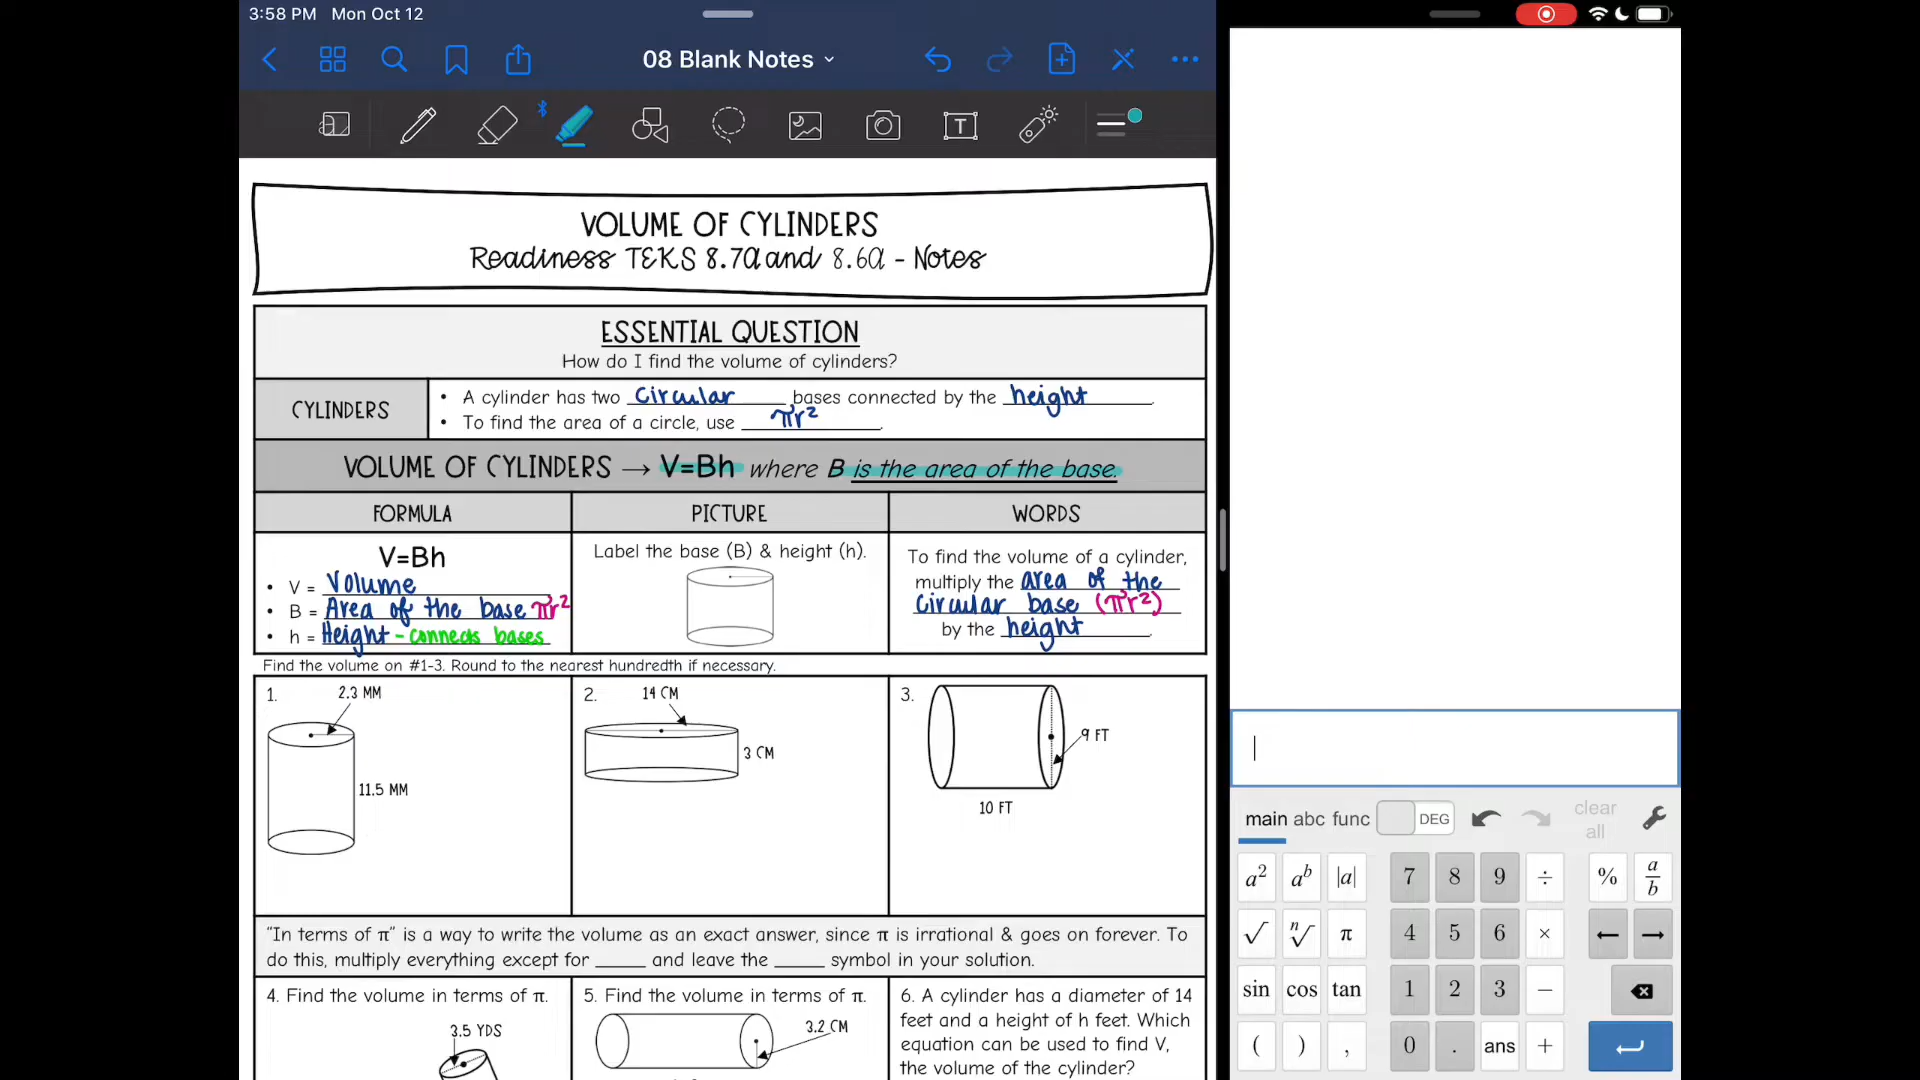 3:58 PM Mon Oct 12
08 Blank Notes
VOLUME OF CYLINDERS
Readiness TEKS 8.7a and 8.6a - Notes
ESSENTIAL QUESTION
How do I find the volume of cylinders?
CYLINDERS
• A cylinder has two circular bases connected by the height.
• To find the area of a circle, use πr².
VOLUME OF CYLINDERS → V=Bh where B is the area of the base.
FORMULA
PICTURE
WORDS
V=Bh
• V = Volume
• B = Area of the base πr²
• h = Height - connects bases
Label the base (B) & height (h).
To find the volume of a cylinder,
multiply the area of the
circular base (πr²)
by the height.
Find the volume on #1-3. Round to the nearest hundredth if necessary.
1.
2.3 MM
11.5 MM
2.
14 CM
3 CM
3.
9 FT
10 FT
"In terms of π" is a way to write the volume as an exact answer, since π is irrational & goes on forever. To
do this, multiply everything except for _____ and leave the _____ symbol in your solution.
4. Find the volume in terms of π.
3.5 YDS
5. Find the volume in terms of π.
3.2 CM
6. A cylinder has a diameter of 14
feet and a height of h feet. Which
equation can be used to find V,
the volume of the cylinder?
main abc func DEG clear all
a² aᵇ |a| 7 8 9 ÷ % a/b
√ ⁿ√ π 4 5 6 × ← →
sin cos tan 1 2 3 −
( ) , 0 . ans +